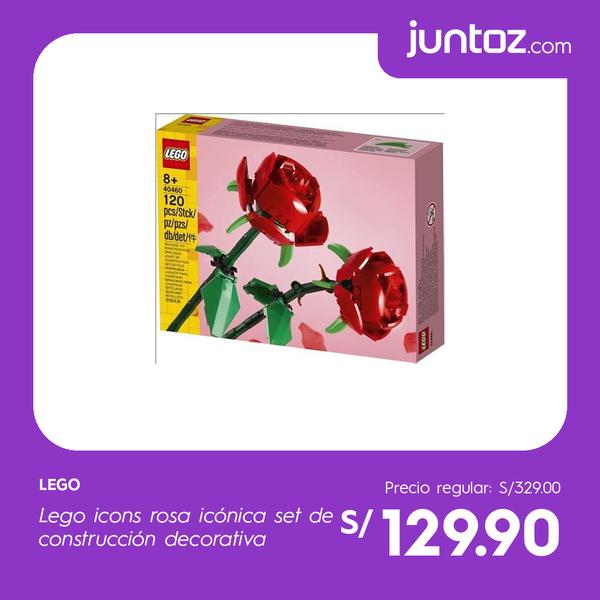 juntoz.com
LEGO
LEGO
8+
40460
120
pcs/Stck/
pz/pzs/
db/det/件
LEGO
LEGO
Precio regular: S/329.00
Lego icons rosa icónica set de
construcción decorativa
S/129.90